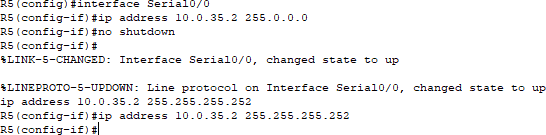 R5(config)#interface Serial0/0
R5(config-if)#ip address 10.0.35.2 255.0.0.0
R5(config-if)#no shutdown
R5(config-if)#
%LINK-5-CHANGED: Interface Serial0/0, changed state to up
%LINEPROTO-5-UPDOWN: Line protocol on Interface Serial0/0, changed state to up
ip address 10.0.35.2 255.255.255.252
R5(config-if)#ip address 10.0.35.2 255.255.255.252
R5(config-if)#